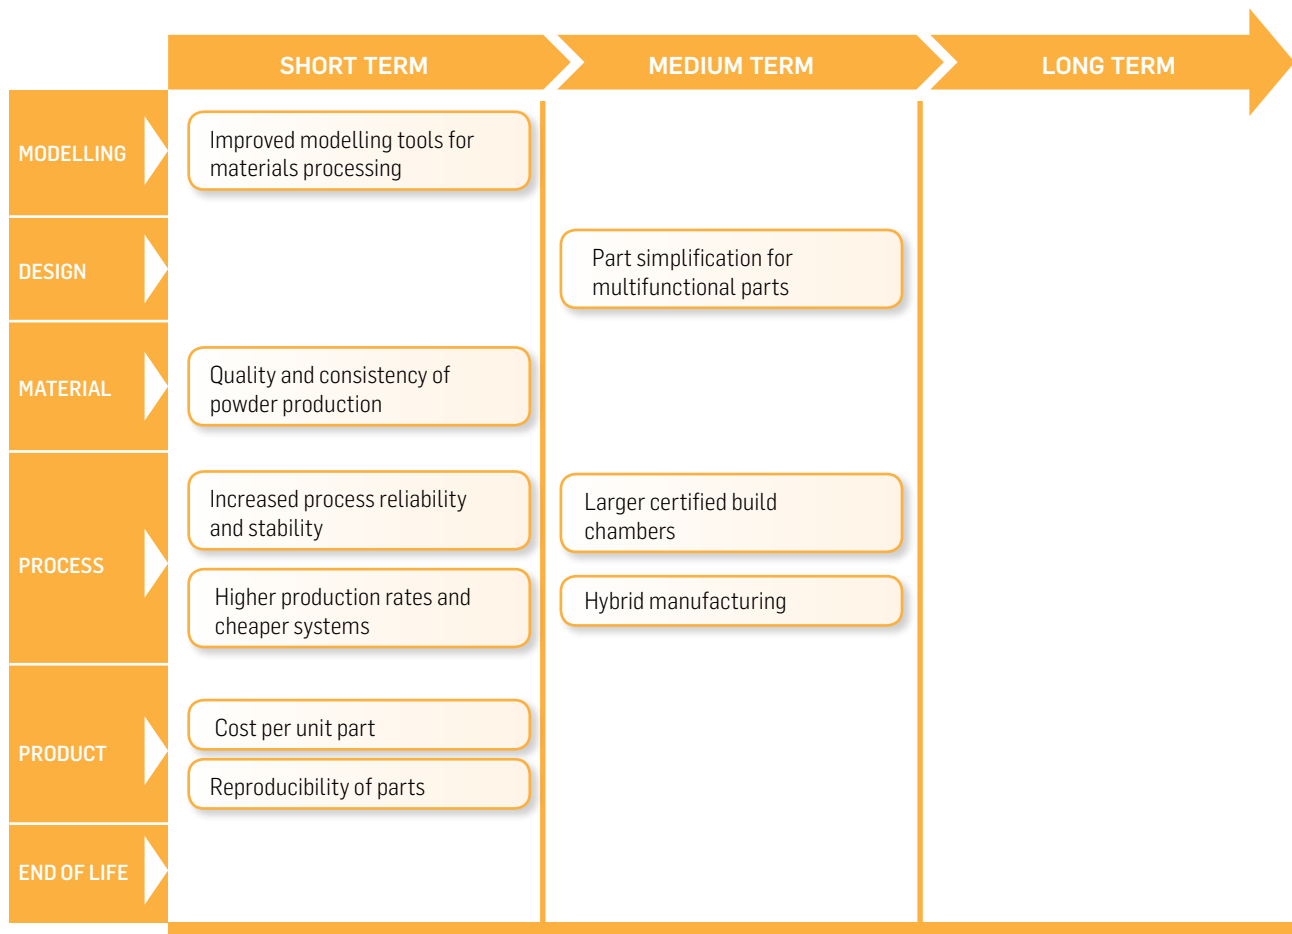 SHORT TERM
MEDIUM TERM
LONG TERM
MODELLING
Improved modelling tools for
materials processing
DESIGN
Part simplification for
multifunctional parts
MATERIAL
Quality and consistency of
powder production
PROCESS
Increased process reliability
and stability
Larger certified build
chambers
Higher production rates and
cheaper systems
Hybrid manufacturing
PRODUCT
Cost per unit part
Reproducibility of parts
END OF LIFE